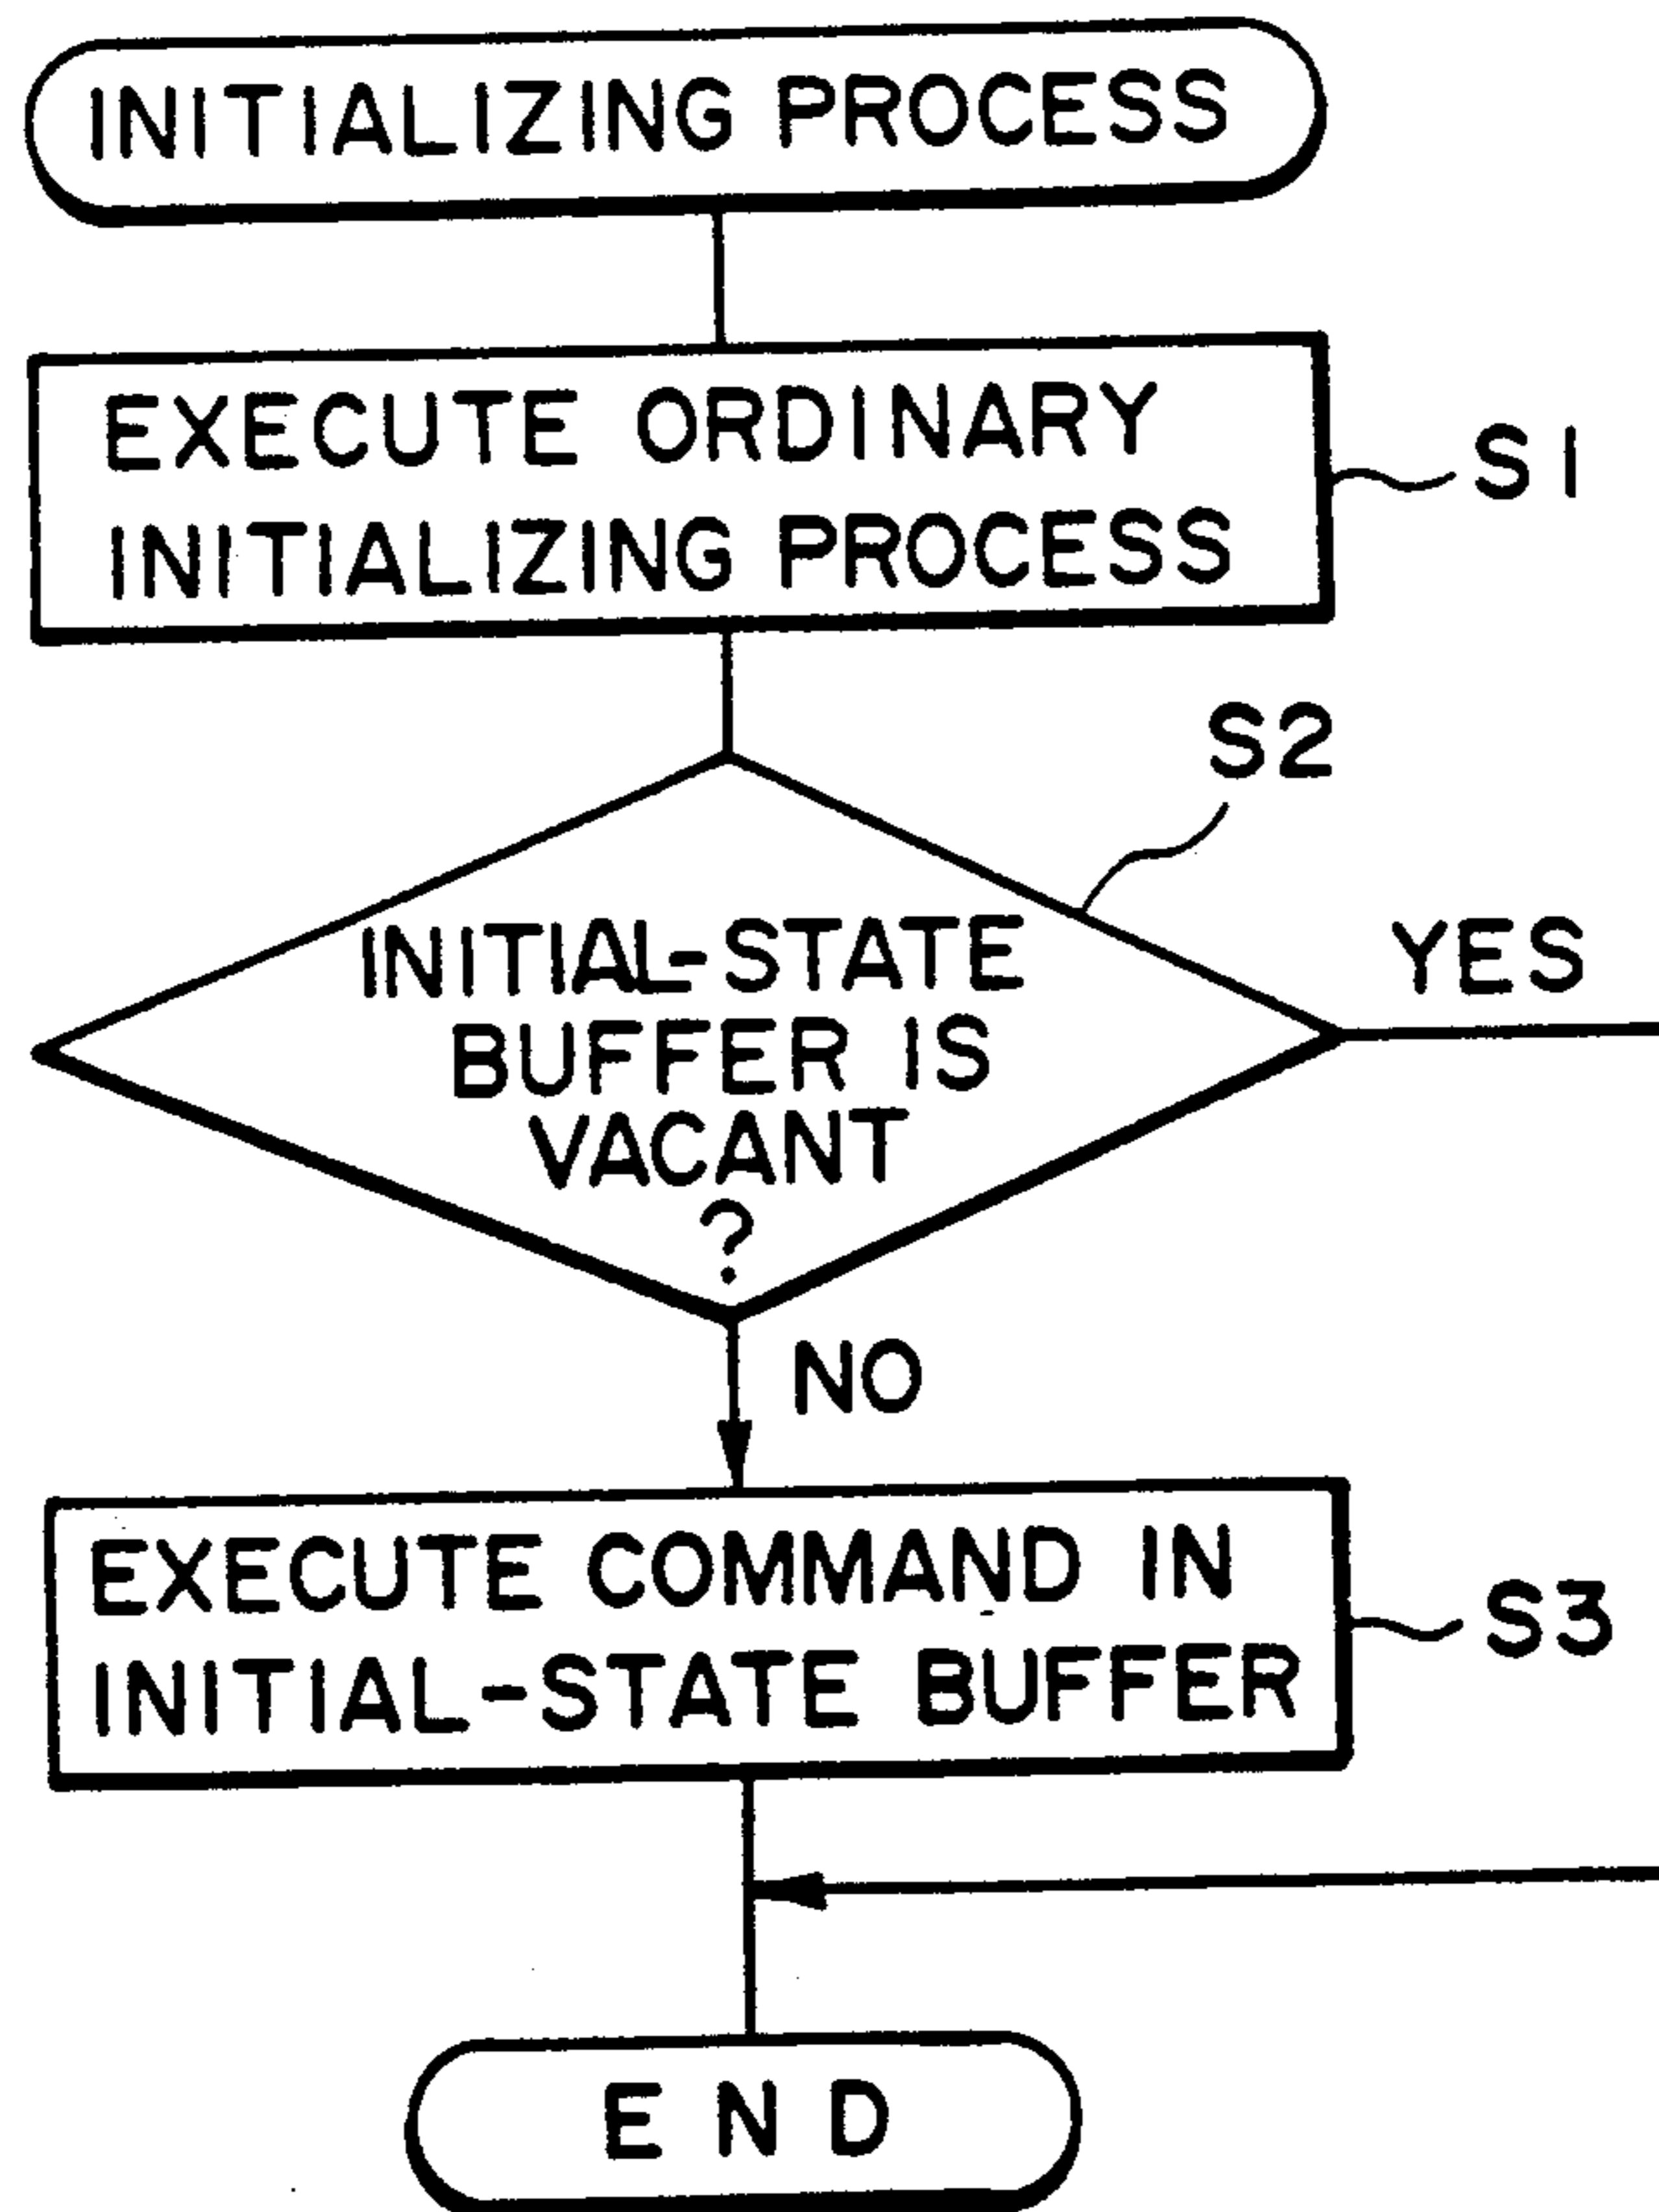 INITIALIZING PROCESS
EXECUTE ORDINARY
INITIALIZING PROCESS
S1
S2
INITIAL-STATE
BUFFER IS
VACANT
?
YES
NO
EXECUTE COMMAND IN
INITIAL-STATE BUFFER
S3
END